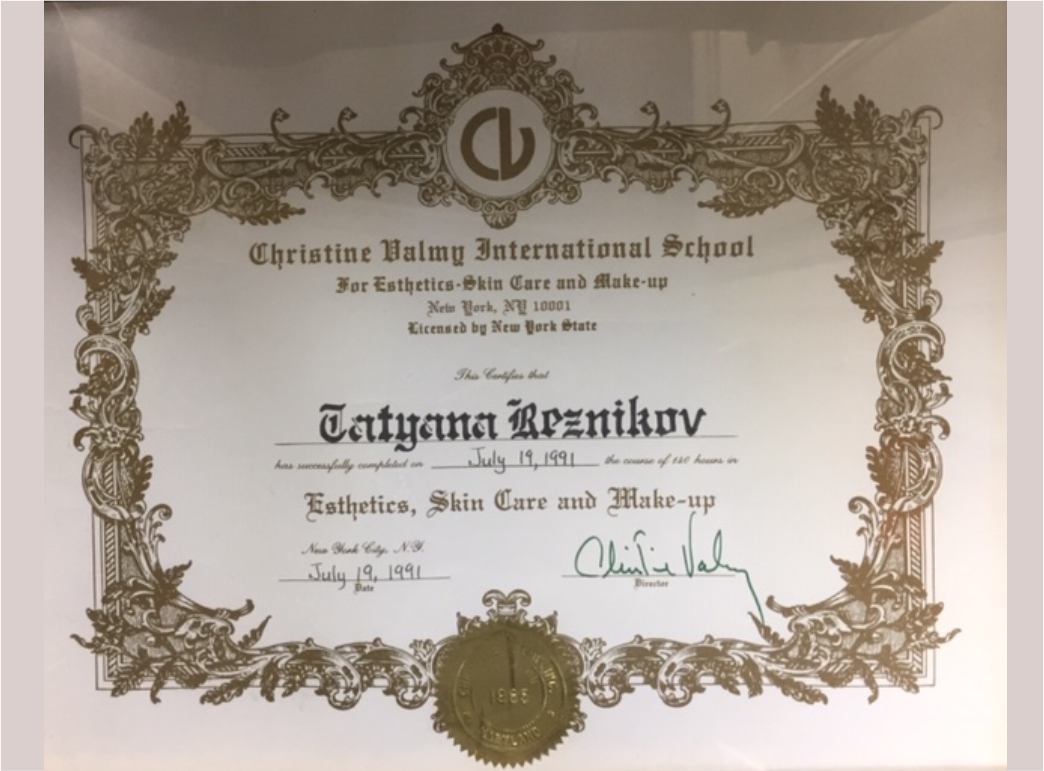 CV
Christine Valmy International School
For Esthetics-Skin Care and Make-up
New York, NY 10001
Licensed by New York State
This Certifies that
Tatyana Reznikov
has successfully completed on July 19, 1991 the course of 140 hours in
Esthetics, Skin Care and Make-up
New York City, N.Y.
July 19, 1991
Date
Christine Valmy
Director